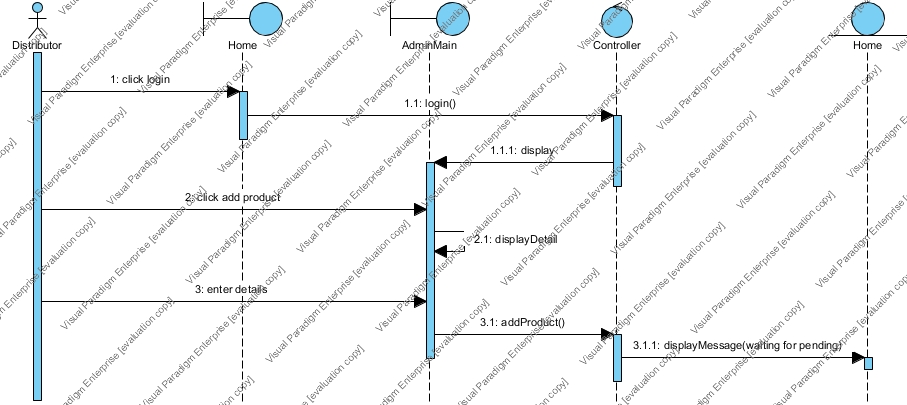 Distributor
Home
AdminMain
Controller
Home
1: click login
1.1: login()
1.1.1: display
2: click add product
2.1: displayDetail
3: enter details
3.1: addProduct()
3.1.1: displayMessage(waiting for pending)
Visual Paradigm Enterprise [evaluation copy]